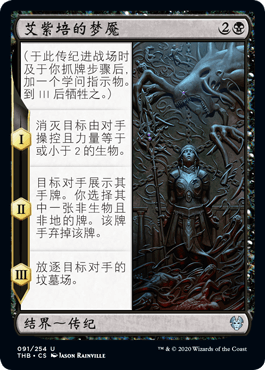 艾紫培的梦魇 2
（于此传纪进战场时
及于你抓牌步骤后，
加一个学问指示物。
到 III 后牺牲之。）
I
消灭目标由对手
操控且力量等于
或小于 2 的生物。
II
目标对手展示其
手牌。你选择其
中一张非生物且
非地的牌。该牌
手弃掉该牌。
III
放逐目标对手的
坟墓场。
结界～传纪
091/254 U
THB • CS Jason Rainville
™ & © 2020 Wizards of the Coast